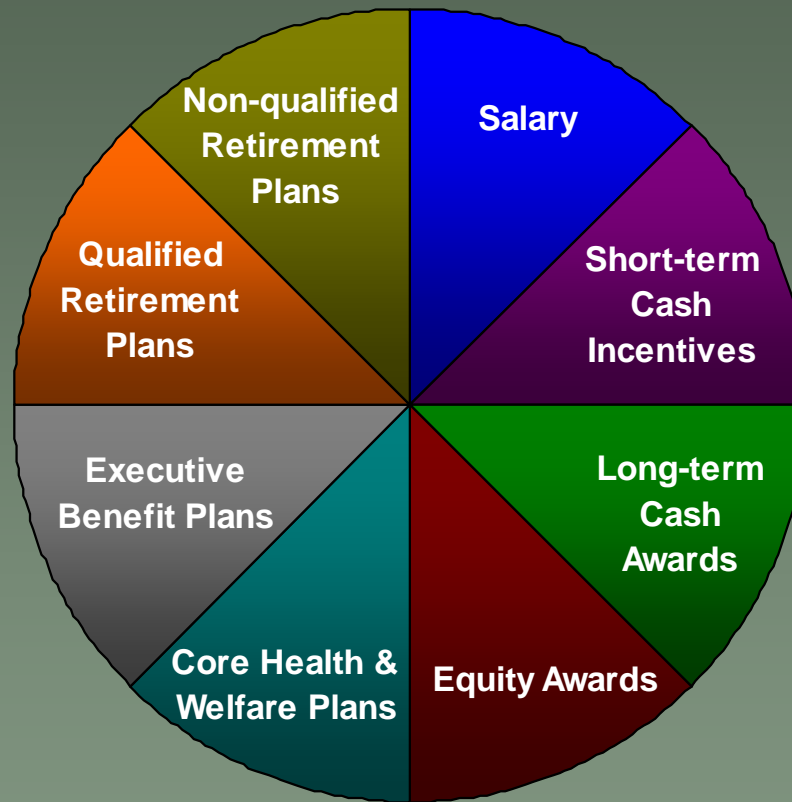 Salary
Short-term
Cash
Incentives
Long-term
Cash
Awards
Equity Awards
Core Health &
Welfare Plans
Executive
Benefit Plans
Qualified
Retirement
Plans
Non-qualified
Retirement
Plans